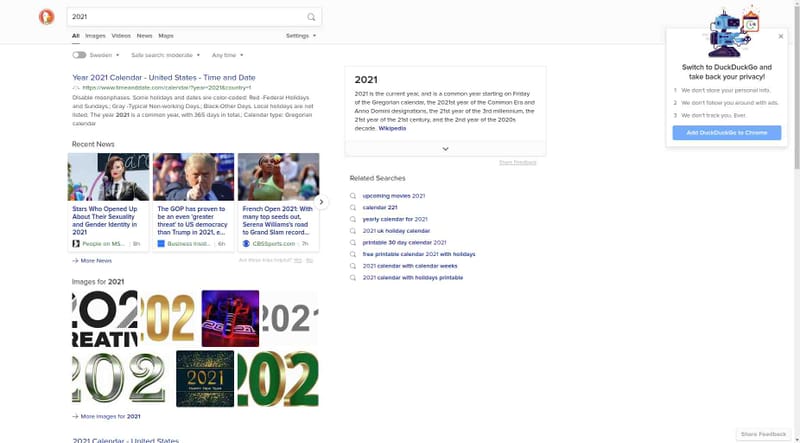 2021
All Images Videos News Maps Settings
Sweden Safe search: moderate Any time
Year 2021 Calendar - United States - Time and Date
https://www.timeanddate.com/calendar/?year=2021&country=1
Disable moonphases. Some holidays and dates are color-coded: Red -Federal Holidays
and Sundays.; Gray -Typical Non-working Days.; Black-Other Days. Local holidays are not
listed. The year 2021 is a common year, with 365 days in total.; Calendar type: Gregorian
calendar
Recent News
Stars Who Opened Up
About Their Sexuality
and Gender Identity in
2021
People on MS... | 8h
The GOP has proven to
be an even 'greater
threat' to US democracy
than Trump in 2021, e...
Business Insi... | 6h
French Open 2021: With
many top seeds out,
Serena Williams's road
to Grand Slam record...
CBSSports.com | 7h
More News
Are these links helpful? Yes No
Images for 2021
202
CREATIV
202
2021
2021
202
2021
HAPPY NEW YEAR
202
More Images for 2021
2021 Calendar - United States
2021
2021 is the current year, and is a common year starting on Friday
of the Gregorian calendar, the 2021st year of the Common Era and
Anno Domini designations, the 21st year of the 3rd millennium, the
21st year of the 21st century, and the 2nd year of the 2020s
decade. Wikipedia
Share Feedback
Related Searches
upcoming movies 2021
calendar 221
yearly calendar for 2021
2021 uk holiday calendar
printable 30 day calendar 2021
free printable calendar 2021 with holidays
2021 calendar with calendar weeks
2021 calendar with holidays printable
Switch to DuckDuckGo and
take back your privacy!
1 We don't store your personal info.
2 We don't follow you around with ads.
3 We don't track you. Ever.
Add DuckDuckGo to Chrome
Share Feedback